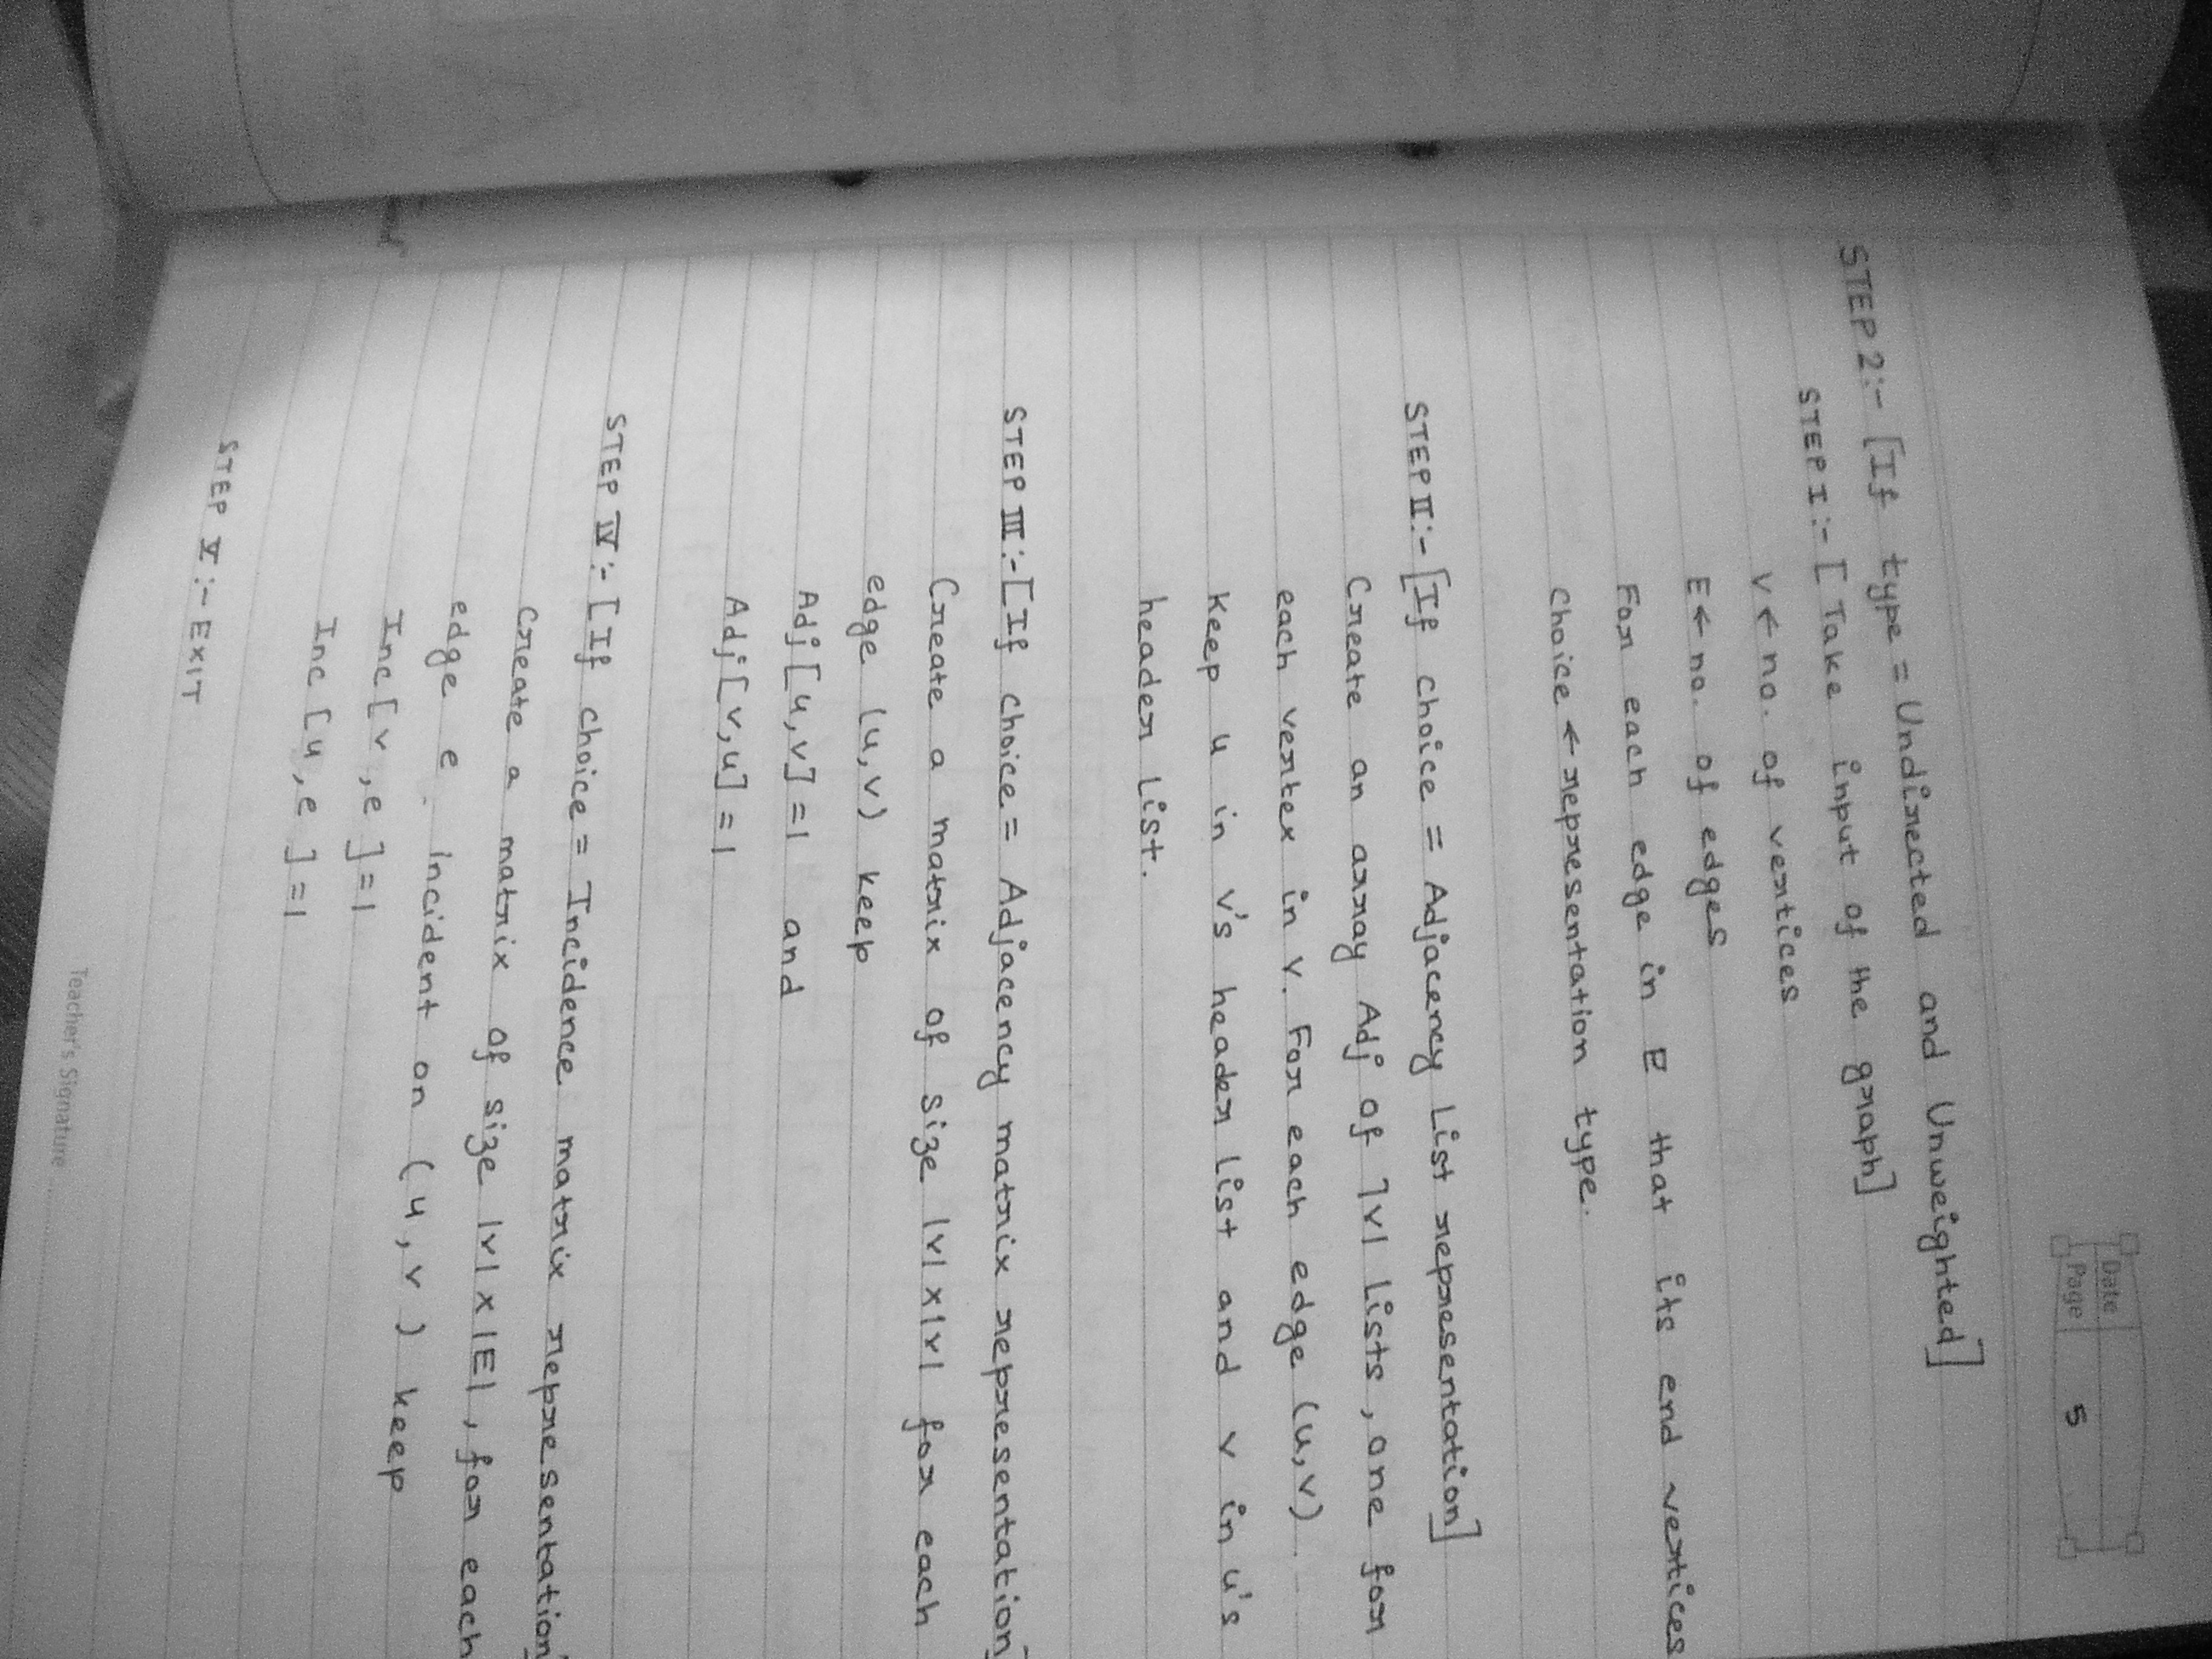 Date
Page 5
STEP 2:- [If type = Undirected and Unweighted]
STEP I:- [Take input of the graph]
V ← no. of vertices
E ← no. of edges
For each edge in E that its end vertices
choice ← representation type.
STEP II:- [If choice = Adjacency List representation]
Create an array Adj of |V| lists, one for
each vertex in V. For each edge (u,v)
keep u in v's header list and v in u's
header list.
STEP III:- [If choice = Adjacency matrix representation]
Create a matrix of size |V| x |V| for each
edge (u,v) keep
Adj[u,v]=1 and
Adj[v,u]=1
STEP IV:- [If choice = Incidence matrix representation]
Create a matrix of size |V| x |E|, for each
edge e incident on (u,v) keep
Inc[v,e]=1
Inc[u,e]=1
STEP V:- EXIT
Teacher's Signature